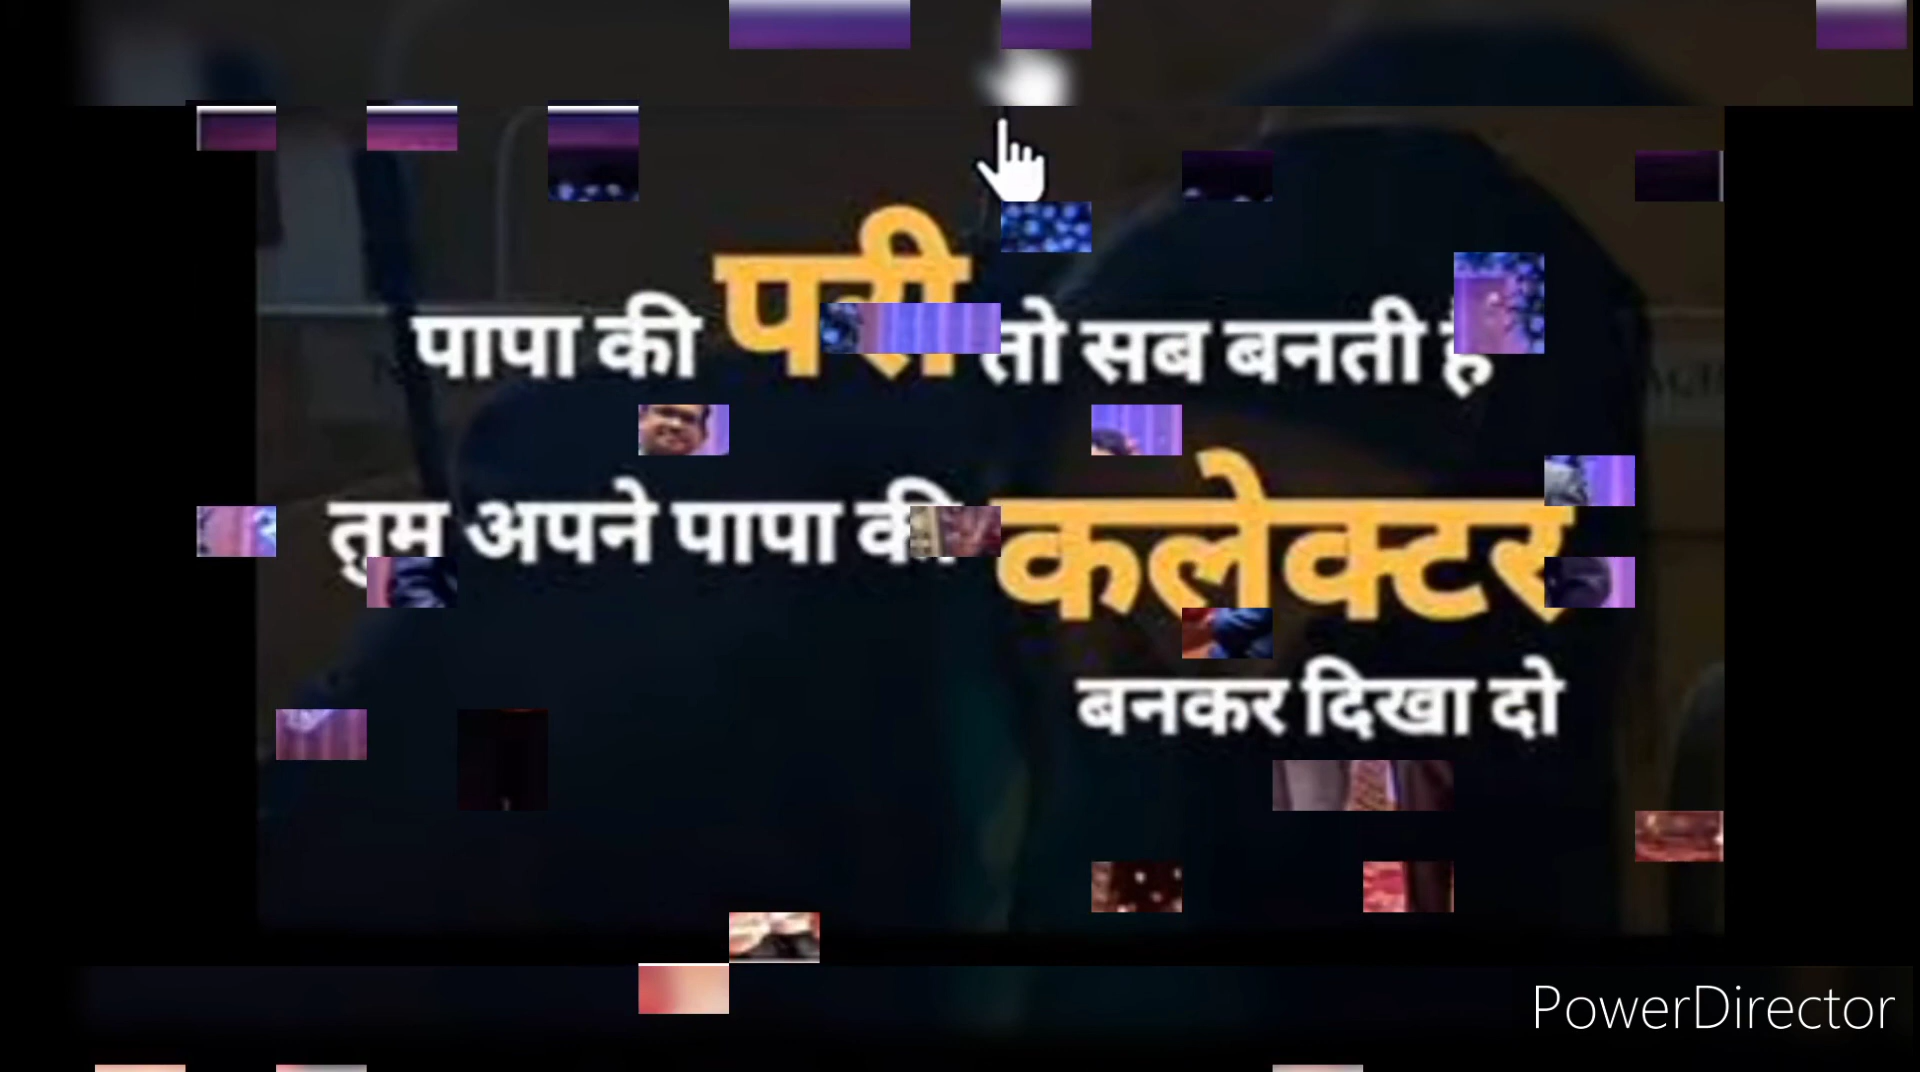 पापा की परी तो सब बनती है
तुम अपने पापा की कलेक्टर
बनकर दिखा दो
PowerDirector